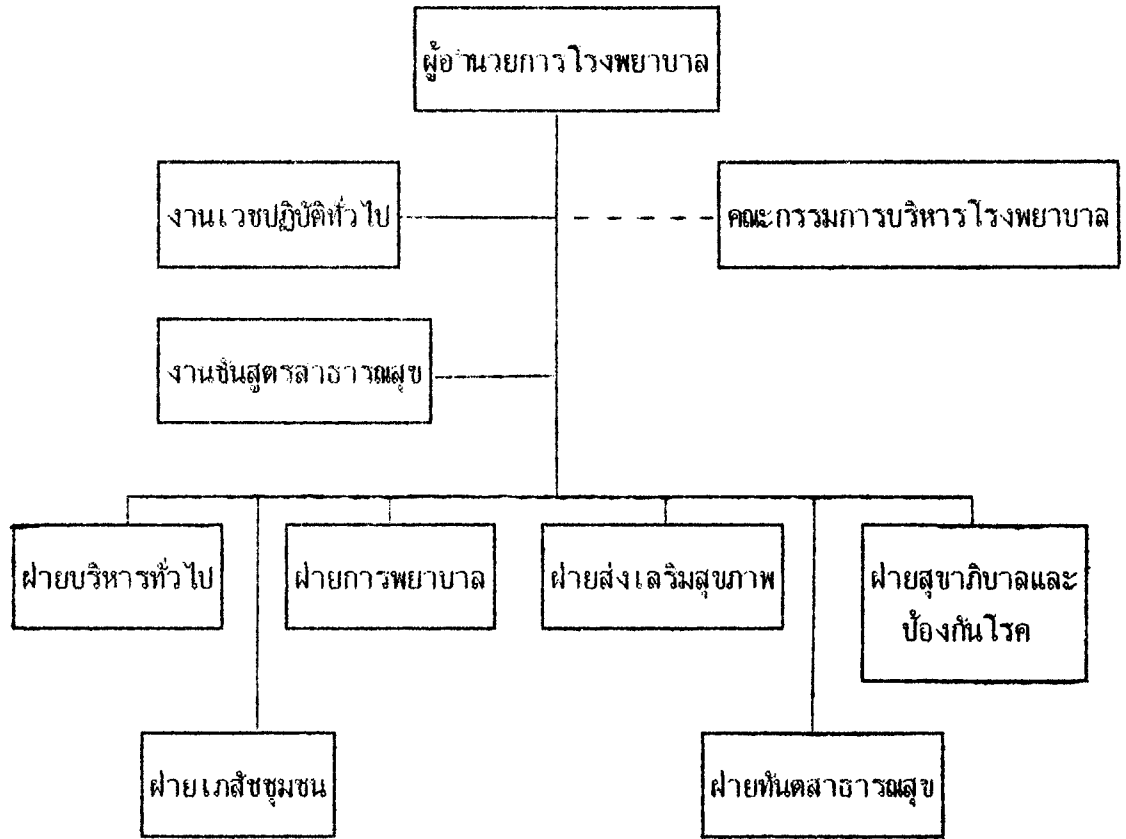 ผู้อำนวยการโรงพยาบาล
งานเวชปฏิบัติทั่วไป
คณะกรรมการบริหารโรงพยาบาล
งานชันสูตรสาธารณสุข
ฝ่ายบริหารทั่วไป
ฝ่ายการพยาบาล
ฝ่ายส่งเสริมสุขภาพ
ฝ่ายสุขาภิบาลและ
ป้องกันโรค
ฝ่ายเภสัชชุมชน
ฝ่ายทันตสาธารณสุข